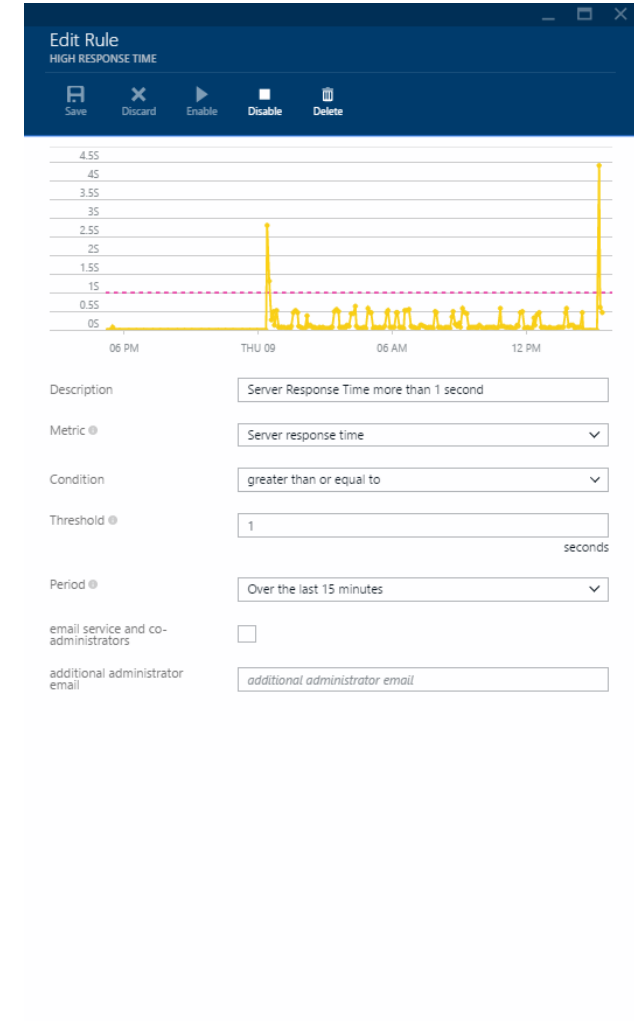 Edit Rule
HIGH RESPONSE TIME
Save Discard Enable Disable Delete
4.5S
4S
3.5S
3S
2.5S
2S
1.5S
1S
0.5S
0S
06 PM THU 09 06 AM 12 PM
Description Server Response Time more than 1 second
Metric Server response time
Condition greater than or equal to
Threshold 1
seconds
Period Over the last 15 minutes
email service and co-
administrators
additional administrator
email
additional administrator email